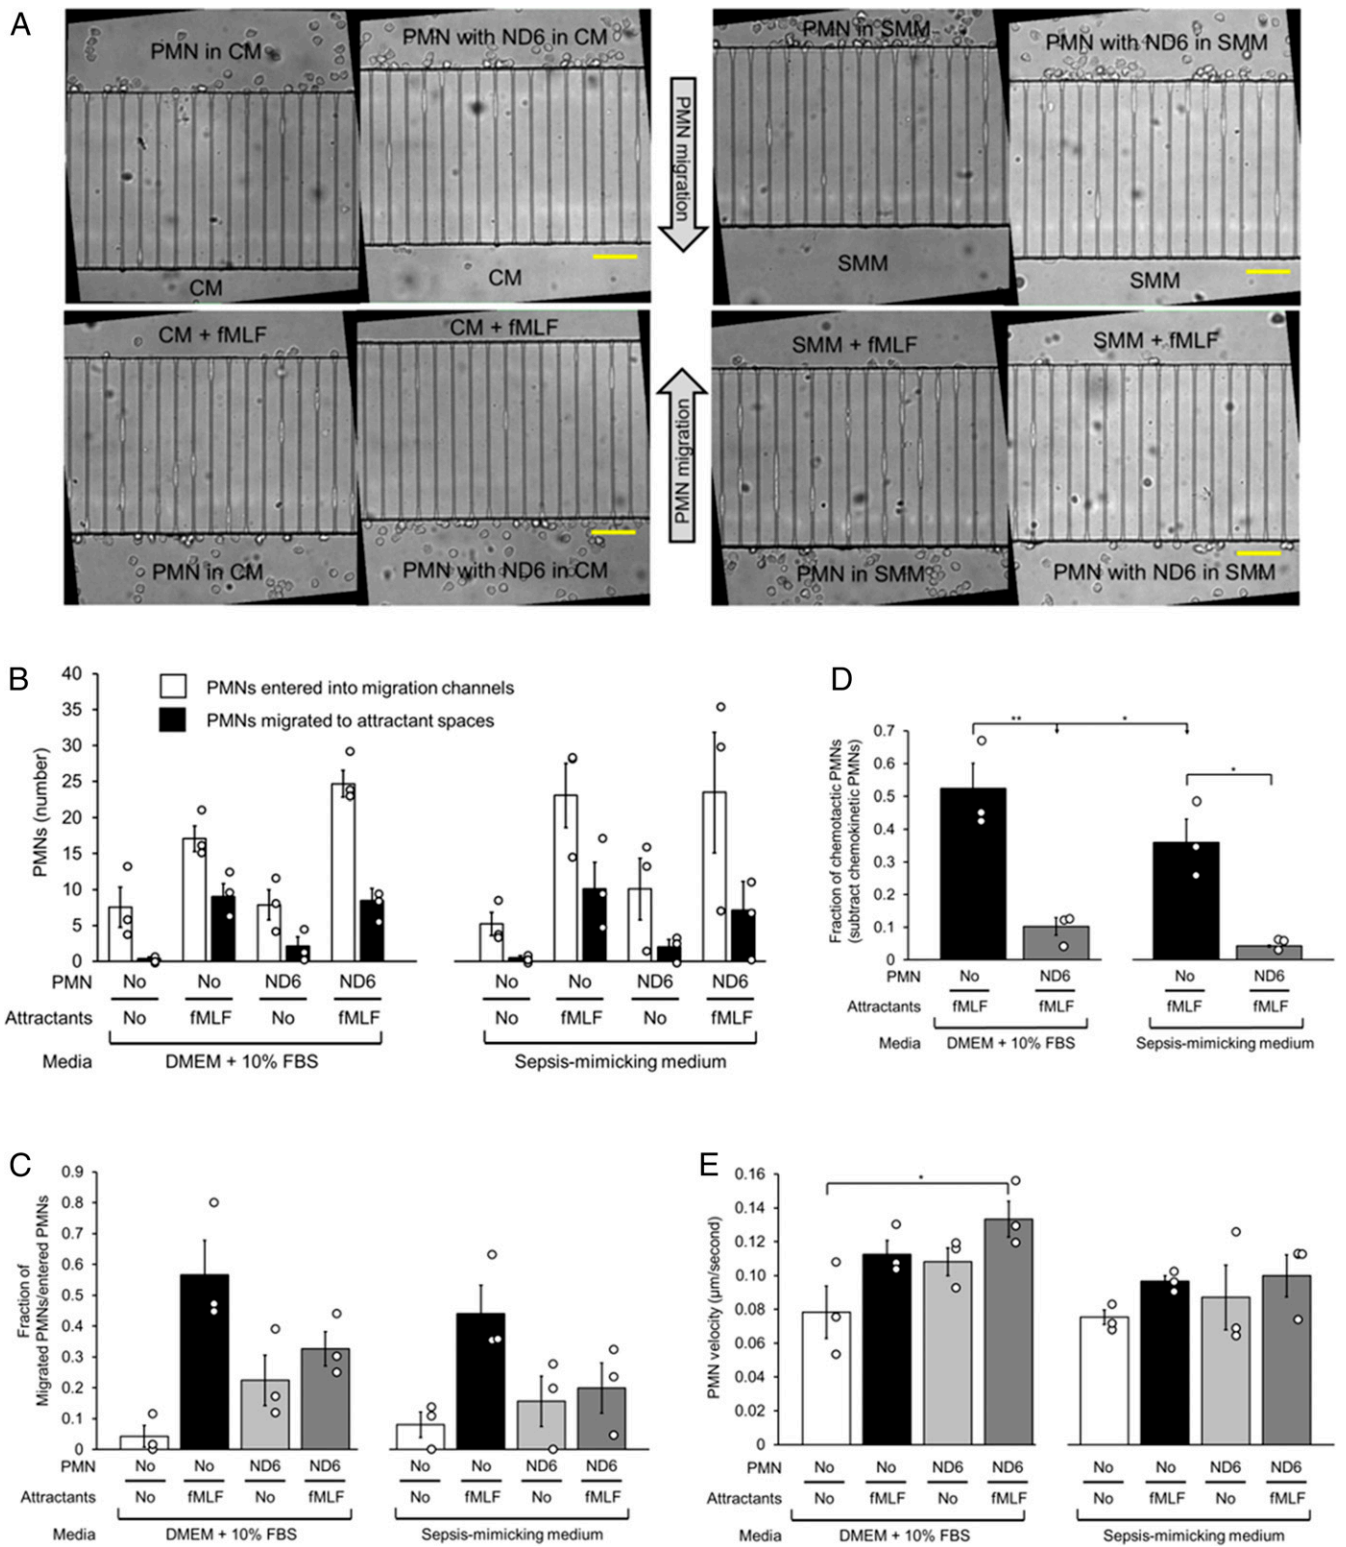 A
PMN in CM
PMN with ND6 in CM
PMN in SMM
PMN with ND6 in SMM
PMN migration
CM
CM
SMM
SMM
CM + fMLF
CM + fMLF
SMM + fMLF
SMM + fMLF
PMN migration
PMN in CM
PMN with ND6 in CM
PMN in SMM
PMN with ND6 in SMM
B
PMNs (number)
40
35
30
25
20
15
10
5
0
PMNs entered into migration channels
PMNs migrated to attractant spaces
PMN No No ND6 ND6 No No ND6 ND6
Attractants No fMLF No fMLF No fMLF No fMLF
Media DMEM + 10% FBS Sepsis-mimicking medium
D
Fraction of chemotactic PMNs
(subtract chemokinetic PMNs)
0.7
0.6
0.5
0.4
0.3
0.2
0.1
0
** *
*
PMN No ND6 No ND6
Attractants fMLF fMLF fMLF fMLF
Media DMEM + 10% FBS Sepsis-mimicking medium
C
Fraction of
Migrated PMNs/entered PMNs
0.9
0.8
0.7
0.6
0.5
0.4
0.3
0.2
0.1
0
PMN No No ND6 ND6 No No ND6 ND6
Attractants No fMLF No fMLF No fMLF No fMLF
Media DMEM + 10% FBS Sepsis-mimicking medium
E
PMN velocity (μm/second)
0.16
0.14
0.12
0.10
0.08
0.06
0.04
0.02
0
*
PMN No No ND6 ND6 No No ND6 ND6
Attractants No fMLF No fMLF No fMLF No fMLF
Media DMEM + 10% FBS Sepsis-mimicking medium